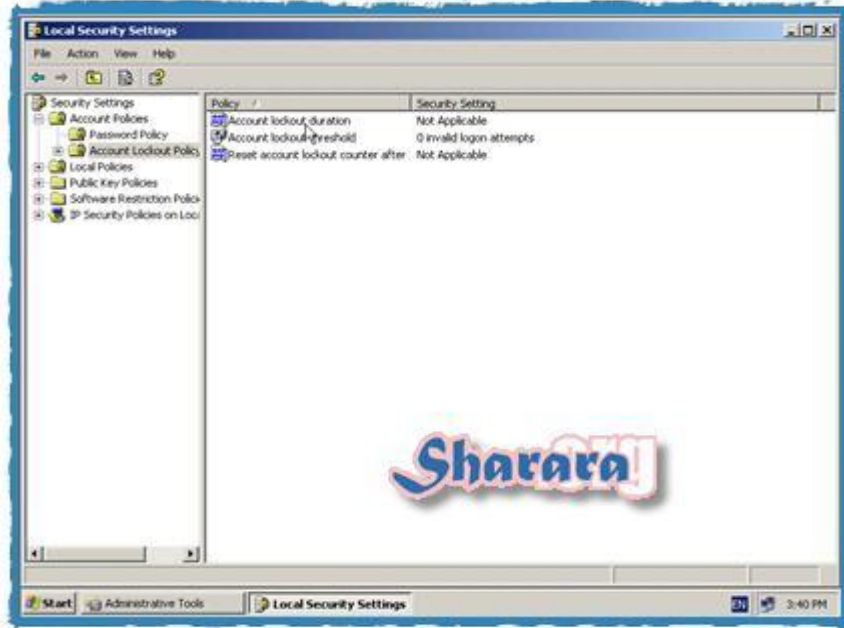 Local Security Settings
File Action View Help
Security Settings
Account Policies
Password Policy
Account Lockout Policy
Local Policies
Public Key Policies
Software Restriction Polici
IP Security Policies on Loca
Policy Security Setting
Account lockout duration Not Applicable
Account lockout threshold 0 invalid logon attempts
Reset account lockout counter after Not Applicable
Sharara.org
Start Administrative Tools Local Security Settings EN 3:40 PM